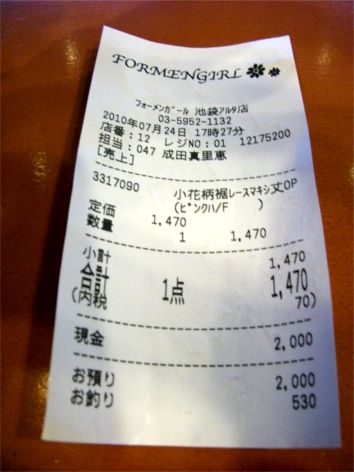 FORMENGIRL
フォーメンガール 池袋アルタ店
03-5952-1132
2010年07月24日 17時27分
店番：12 レジNO：01 12175200
担当：047 成田真里恵
[売上]
3317090 小花柄裾レースマキシ丈OP
(ピンクハ/F )
定価 1,470
数量 1 1,470
小計 1,470
合計 1点 1,470
(内税 70)
現金 2,000
お預り 2,000
お釣り 530